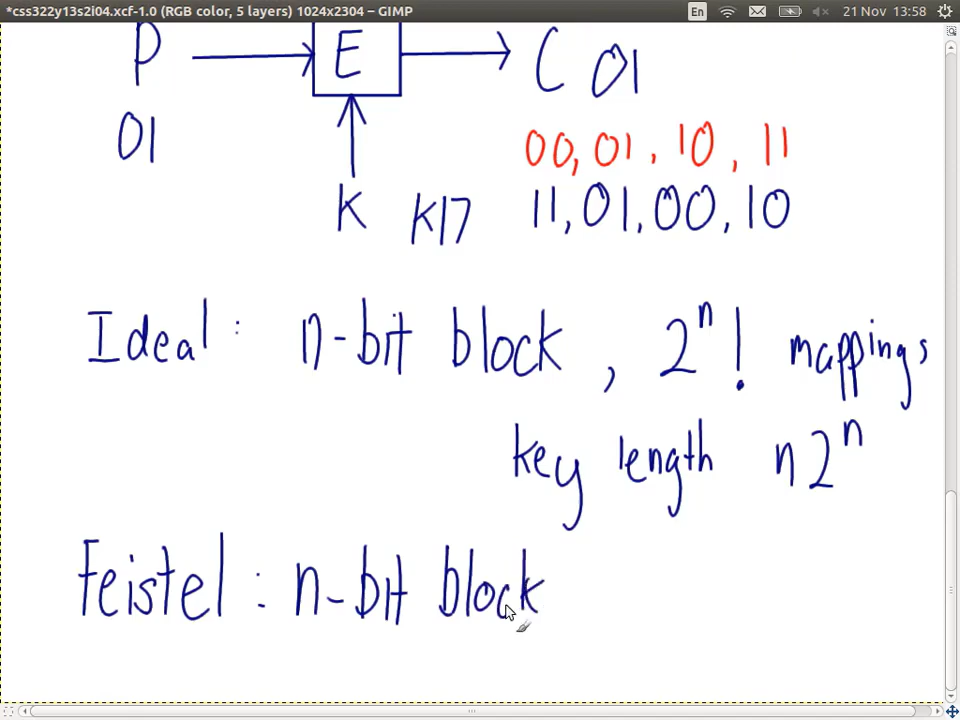 *css322y13s2i04.xcf-1.0 (RGB color, 5 layers) 1024x2304 – GIMP
En
21 Nov 13:58
P E C 01
01
00, 01, 10, 11
K K17 11, 01, 00, 10
Ideal: n-bit block, 2ⁿ! mappings
key length n2ⁿ
Feistel: n-bit block